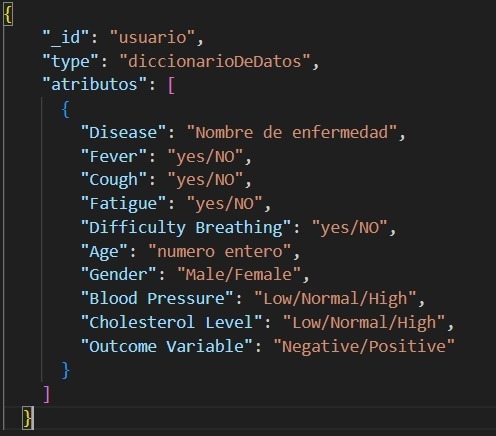 {
"_id": "usuario",
"type": "diccionarioDeDatos",
"atributos": [
{
"Disease": "Nombre de enfermedad",
"Fever": "yes/NO",
"Cough": "yes/NO",
"Fatigue": "yes/NO",
"Difficulty Breathing": "yes/NO",
"Age": "numero entero",
"Gender": "Male/Female",
"Blood Pressure": "Low/Normal/High",
"Cholesterol Level": "Low/Normal/High",
"Outcome Variable": "Negative/Positive"
}
]
}